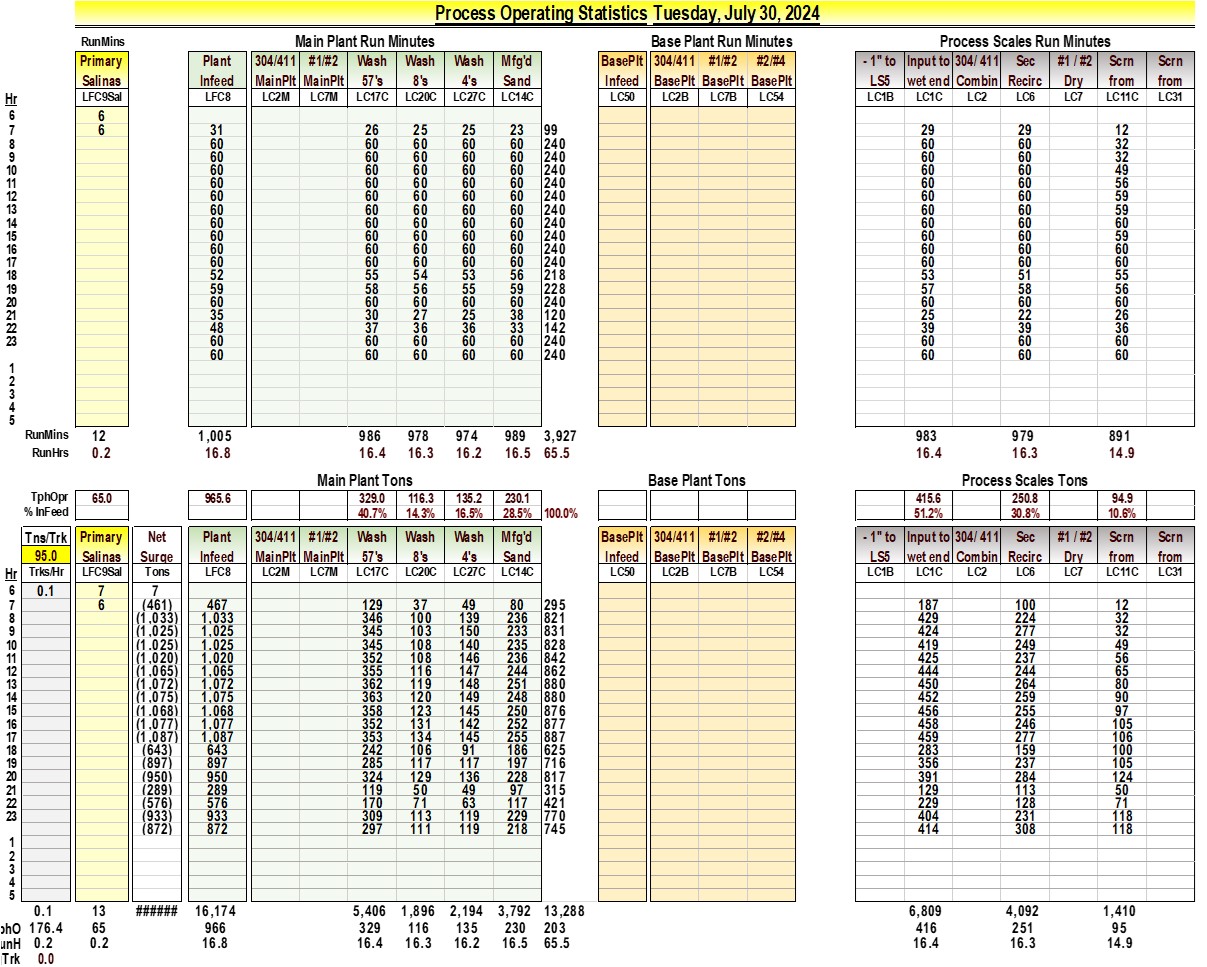 Process Operating Statistics Tuesday, July 30, 2024
RunMins Main Plant Run Minutes Base Plant Run Minutes Process Scales Run Minutes
Primary Plant 304/411 #1/#2 Wash Wash Wash Mfg'd BasePlt 304/411 #1/#2 #2/#4 - 1" to Input to 304/ 411 Sec #1 / #2 Scrn Scrn
Salinas Infeed MainPlt MainPlt 57's 8's 4's Sand Infeed BasePlt BasePlt BasePlt LS5 wet end Combin Recirc Dry from from
Hr LFC9Sal LFC8 LC2M LC7M LC17C LC20C LC27C LC14C LC50 LC2B LC7B LC54 LC1B LC1C LC2 LC6 LC7 LC11C LC31
6 6
7 6 31 26 25 25 23 99 29 29 12
8 60 60 60 60 60 240 60 60 32
9 60 60 60 60 60 240 60 60 32
10 60 60 60 60 60 240 60 60 49
11 60 60 60 60 60 240 60 60 56
12 60 60 60 60 60 240 60 60 59
13 60 60 60 60 60 240 60 60 59
14 60 60 60 60 60 240 60 60 60
15 60 60 60 60 60 240 60 60 59
16 60 60 60 60 60 240 60 60 60
17 60 60 60 60 60 240 60 60 60
18 52 55 54 53 56 218 53 51 55
19 59 58 56 55 59 228 57 58 56
20 60 60 60 60 60 240 60 60 60
21 35 30 27 25 38 120 25 22 26
22 48 37 36 36 33 142 39 39 36
23 60 60 60 60 60 240 60 60 60
60 60 60 60 60 240 60 60 60
1
2
3
4
5
RunMins 12 1,005 986 978 974 989 3,927 983 979 891
RunHrs 0.2 16.8 16.4 16.3 16.2 16.5 65.5 16.4 16.3 14.9
Main Plant Tons Base Plant Tons Process Scales Tons
TphOpr 65.0 965.6 329.0 116.3 135.2 230.1 415.6 250.8 94.9
% InFeed 40.7% 14.3% 16.5% 28.5% 100.0% 51.2% 30.8% 10.6%
Tns/Trk Primary Net Plant 304/411 #1/#2 Wash Wash Wash Mfg'd BasePlt 304/411 #1/#2 #2/#4 - 1" to Input to 304/ 411 Sec #1 / #2 Scrn Scrn
95.0 Salinas Surge Infeed MainPlt MainPlt 57's 8's 4's Sand Infeed BasePlt BasePlt BasePlt LS5 wet end Combin Recirc Dry from from
Hr Trks/Hr LFC9Sal Tons LFC8 LC2M LC7M LC17C LC20C LC27C LC14C LC50 LC2B LC7B LC54 LC1B LC1C LC2 LC6 LC7 LC11C LC31
6 0.1 7 7
7 6 (461) 467 129 37 49 80 295 187 100 12
8 (1,033) 1,033 346 100 139 236 821 429 224 32
9 (1,025) 1,025 345 103 150 233 831 424 277 32
10 (1,025) 1,025 345 108 140 235 828 419 249 49
11 (1,020) 1,020 352 108 146 236 842 425 237 56
12 (1,065) 1,065 355 116 147 244 862 444 244 65
13 (1,072) 1,072 362 119 148 251 880 450 264 80
14 (1,075) 1,075 363 120 149 248 880 452 259 90
15 (1,068) 1,068 358 123 145 250 876 456 255 97
16 (1,077) 1,077 352 131 142 252 877 458 246 105
17 (1,087) 1,087 353 134 145 255 887 459 277 106
18 (643) 643 242 106 91 186 625 283 159 100
19 (897) 897 285 117 117 197 716 356 237 105
20 (950) 950 324 129 136 228 817 391 284 124
21 (289) 289 119 50 49 97 315 129 113 50
22 (576) 576 170 71 63 117 421 229 128 71
23 (933) 933 309 113 119 229 770 404 231 118
(872) 872 297 111 119 218 745 414 308 118
1
2
3
4
5
0.1 13 ###### 16,174 5,406 1,896 2,194 3,792 13,288 6,809 4,092 1,410
phO 176.4 65 966 329 116 135 230 203 416 251 95
unH 0.2 0.2 16.8 16.4 16.3 16.2 16.5 65.5 16.4 16.3 14.9
Trk 0.0